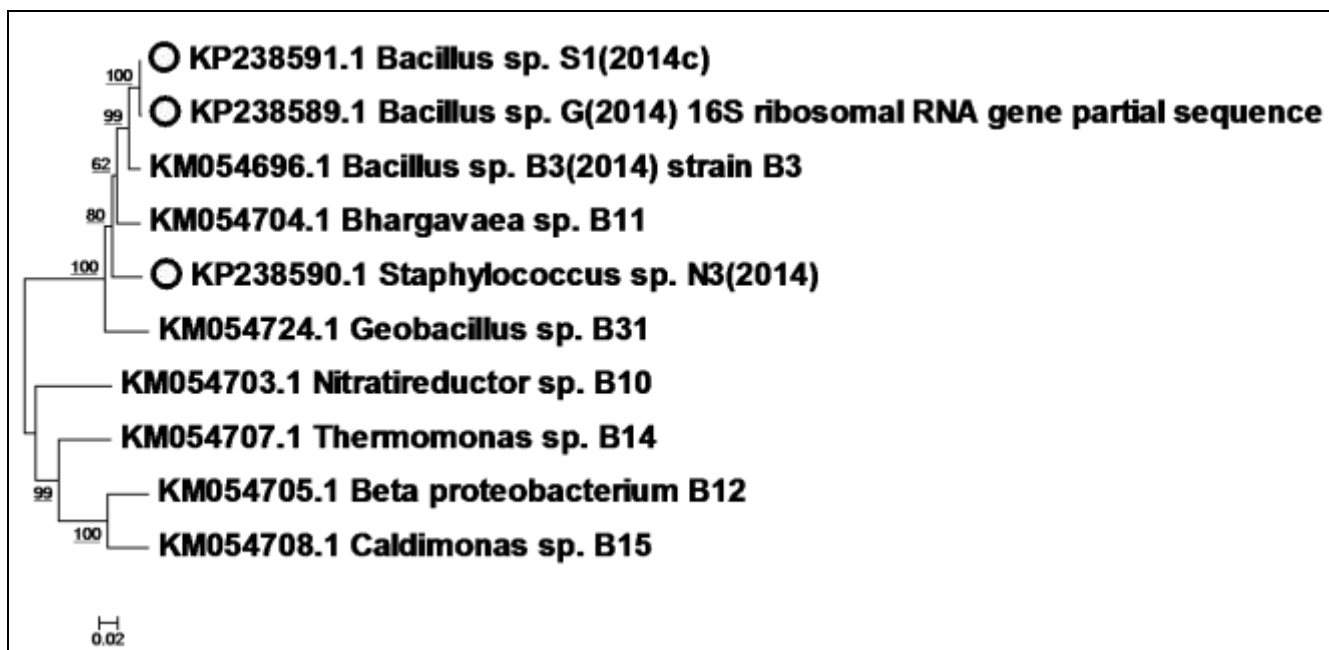 KP238591.1 Bacillus sp. S1(2014c)
100
KP238589.1 Bacillus sp. G(2014) 16S ribosomal RNA gene partial sequence
99
KM054696.1 Bacillus sp. B3(2014) strain B3
62
KM054704.1 Bhargavaea sp. B11
80
KP238590.1 Staphylococcus sp. N3(2014)
100
KM054724.1 Geobacillus sp. B31
KM054703.1 Nitratireductor sp. B10
KM054707.1 Thermomonas sp. B14
99
KM054705.1 Beta proteobacterium B12
100
KM054708.1 Caldimonas sp. B15
0.02